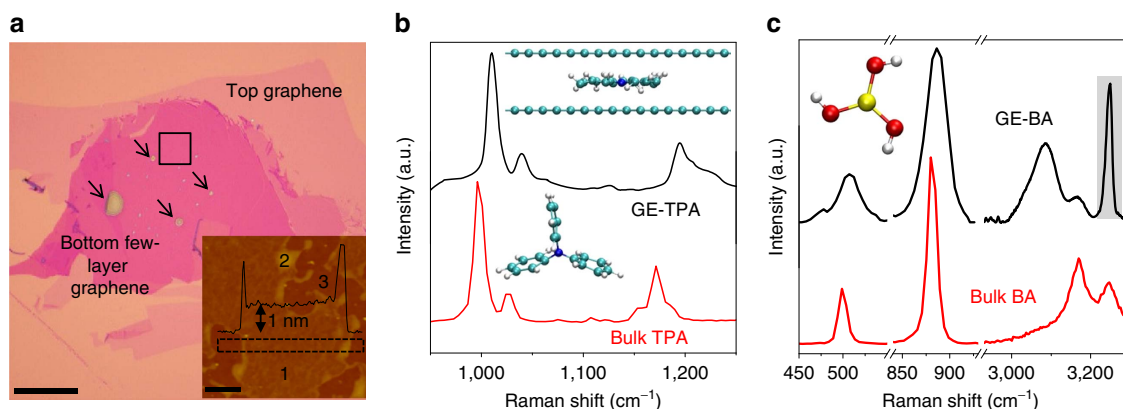 a
Top graphene
Bottom few-
layer
graphene
2
3
1 nm
1
b
Intensity (a.u.)
GE-TPA
Bulk TPA
1,000
1,100
1,200
Raman shift (cm−1)
c
Intensity (a.u.)
GE-BA
Bulk BA
450
500
850
900
3,000
3,200
Raman shift (cm−1)